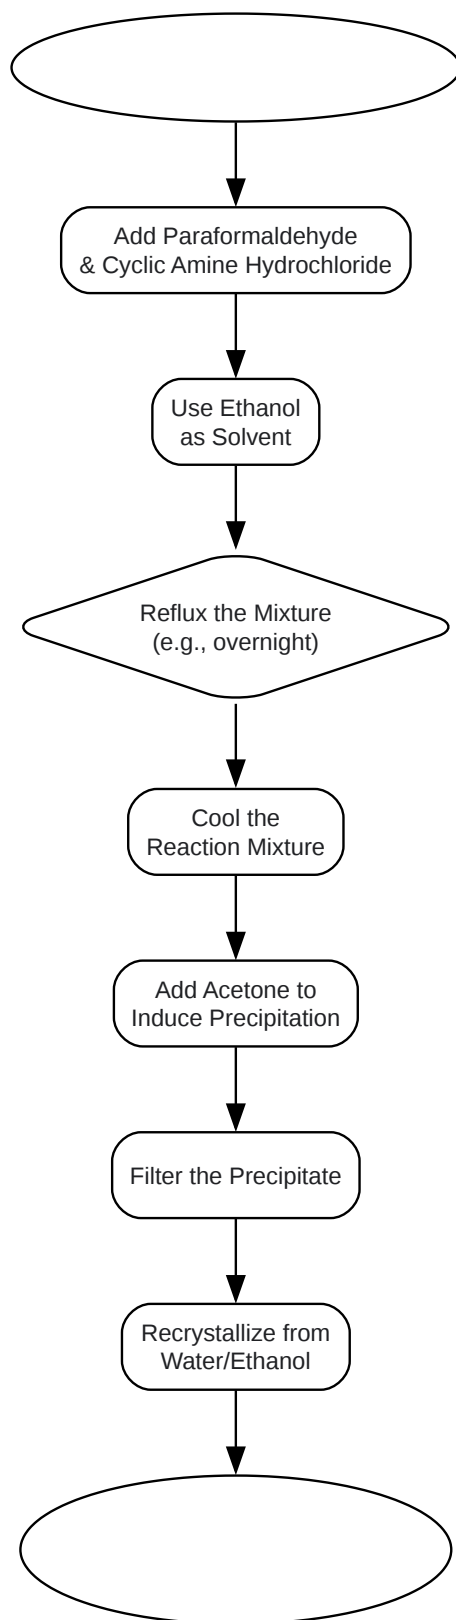 Add Paraformaldehyde
& Cyclic Amine Hydrochloride
Use Ethanol
as Solvent
Reflux the Mixture
(e.g., overnight)
Cool the
Reaction Mixture
Add Acetone to
Induce Precipitation
Filter the Precipitate
Recrystallize from
Water/Ethanol